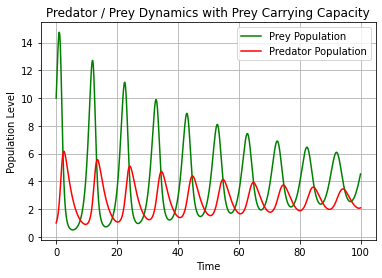 Predator / Prey Dynamics with Prey Carrying Capacity
Prey Population
Predator Population
Population Level
14
12
10
8
6
4
2
0
0
20
40
60
80
100
Time